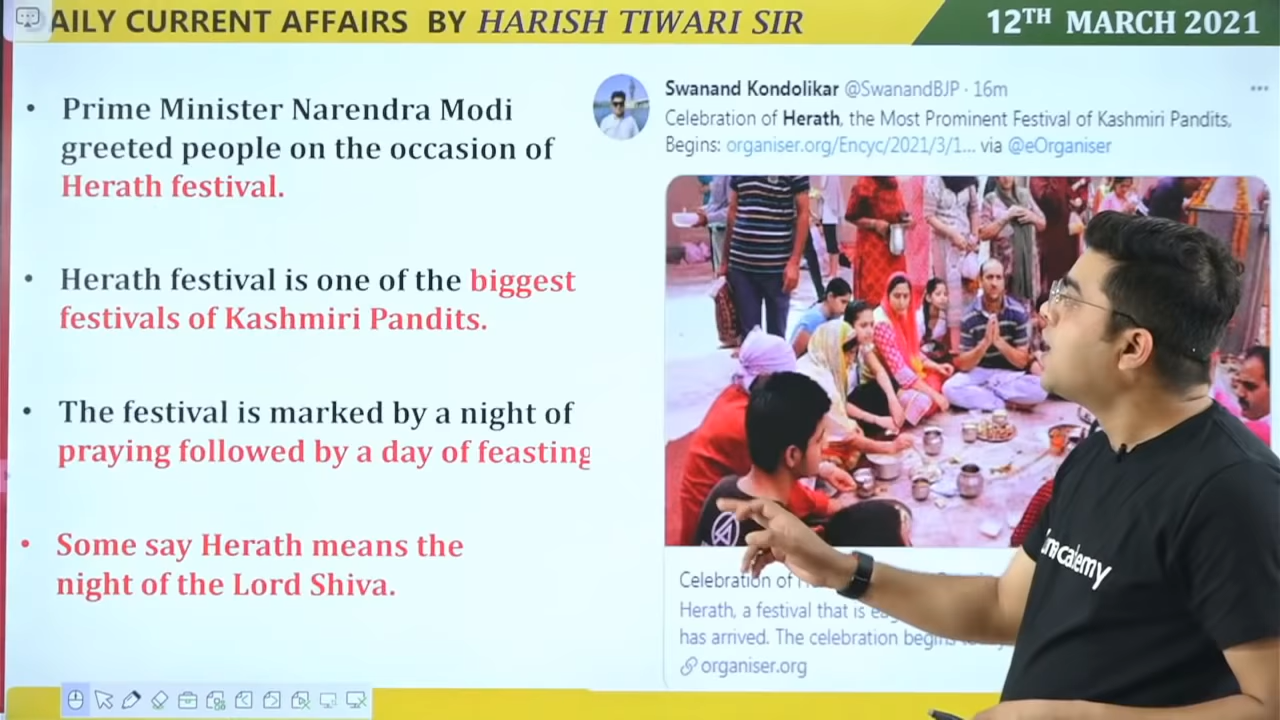 AILY CURRENT AFFAIRS BY HARISH TIWARI SIR
12TH MARCH 2021
• Prime Minister Narendra Modi
greeted people on the occasion of
Herath festival.
• Herath festival is one of the biggest
festivals of Kashmiri Pandits.
• The festival is marked by a night of
praying followed by a day of feasting
• Some say Herath means the
night of the Lord Shiva.
Swanand Kondolikar @SwanandBJP · 16m
Celebration of Herath, the Most Prominent Festival of Kashmiri Pandits,
Begins: organiser.org/Encyc/2021/3/1... via @eOrganiser
Celebration of
Herath, a festival that is
has arrived. The celebration
organiser.org